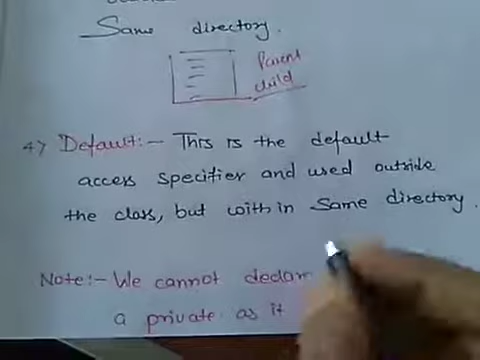 Same directory.
Parent
child
4) Default:- This is the default
access specifier and used outside
the class, but with in same directory.
Note:- We cannot declar
a private as it